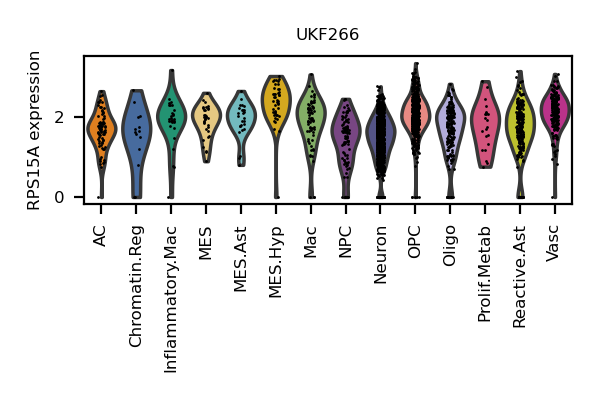 UKF266
RPS15A expression
2
0
AC
Chromatin.Reg
Inflammatory.Mac
MES
MES.Ast
MES.Hyp
Mac
NPC
Neuron
OPC
Oligo
Prolif.Metab
Reactive.Ast
Vasc